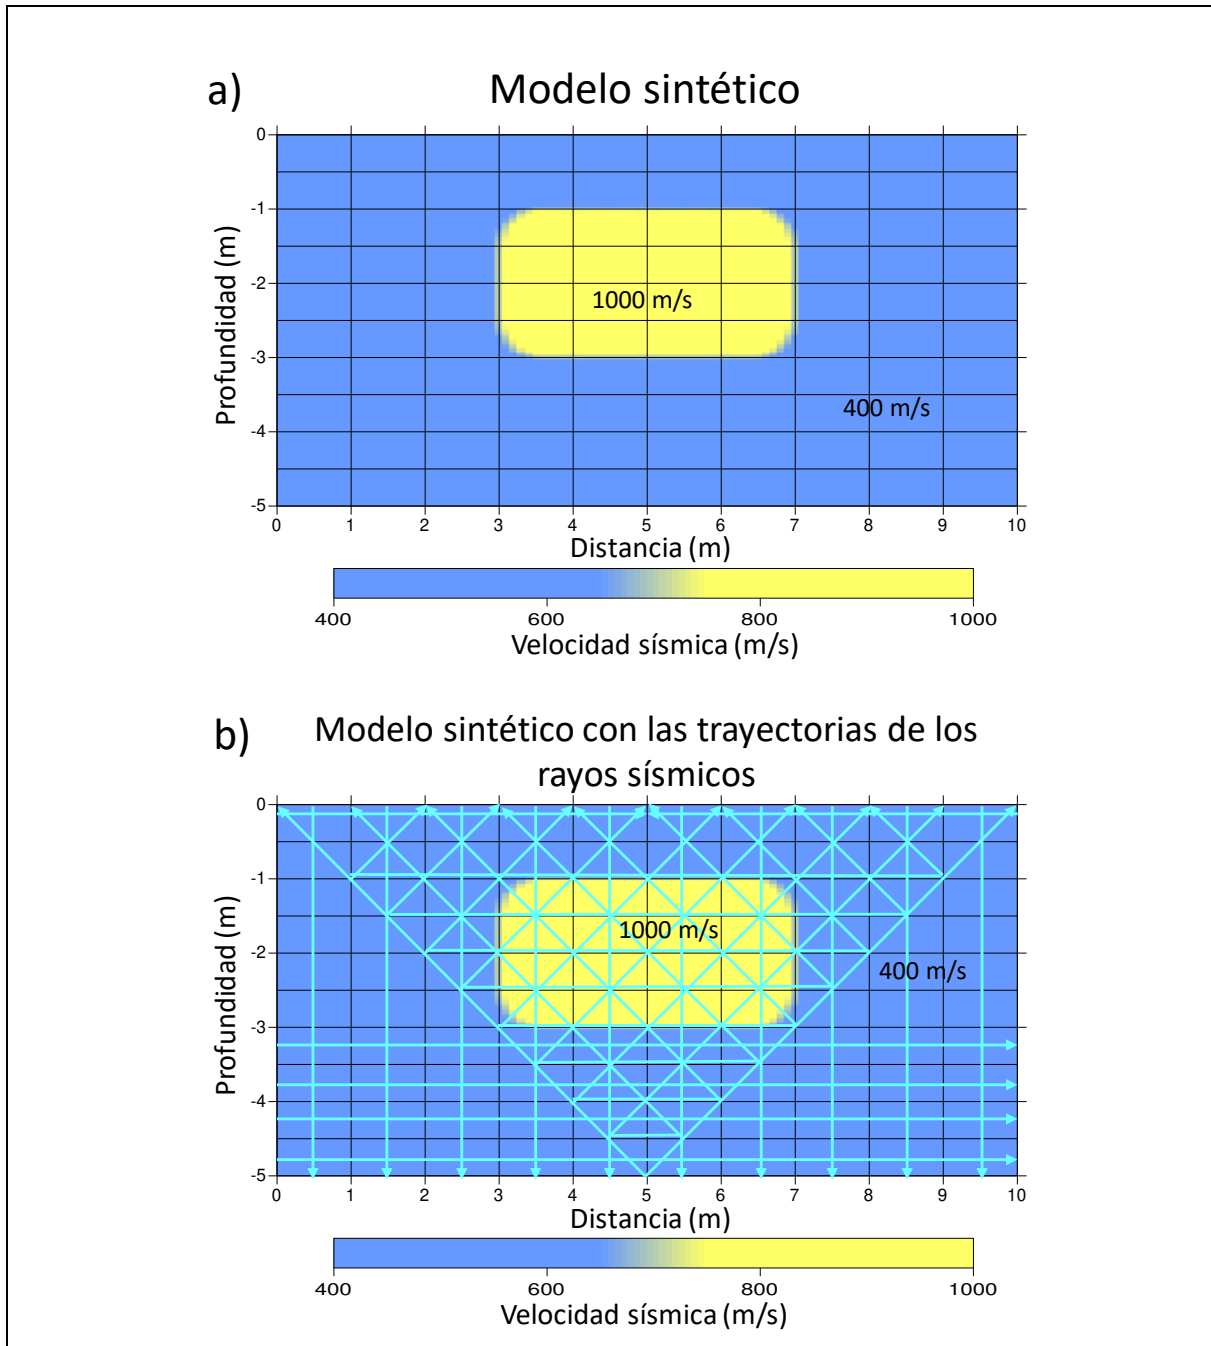 a)
Modelo sintético
0
-1
-2
-3
-4
-5
Profundidad (m)
1000 m/s
400 m/s
0 1 2 3 4 5 6 7 8 9 10
Distancia (m)
400 600 800 1000
Velocidad sísmica (m/s)
b)
Modelo sintético con las trayectorias de los
rayos sísmicos
0
-1
-2
-3
-4
-5
Profundidad (m)
1000 m/s
400 m/s
0 1 2 3 4 5 6 7 8 9 10
Distancia (m)
400 600 800 1000
Velocidad sísmica (m/s)